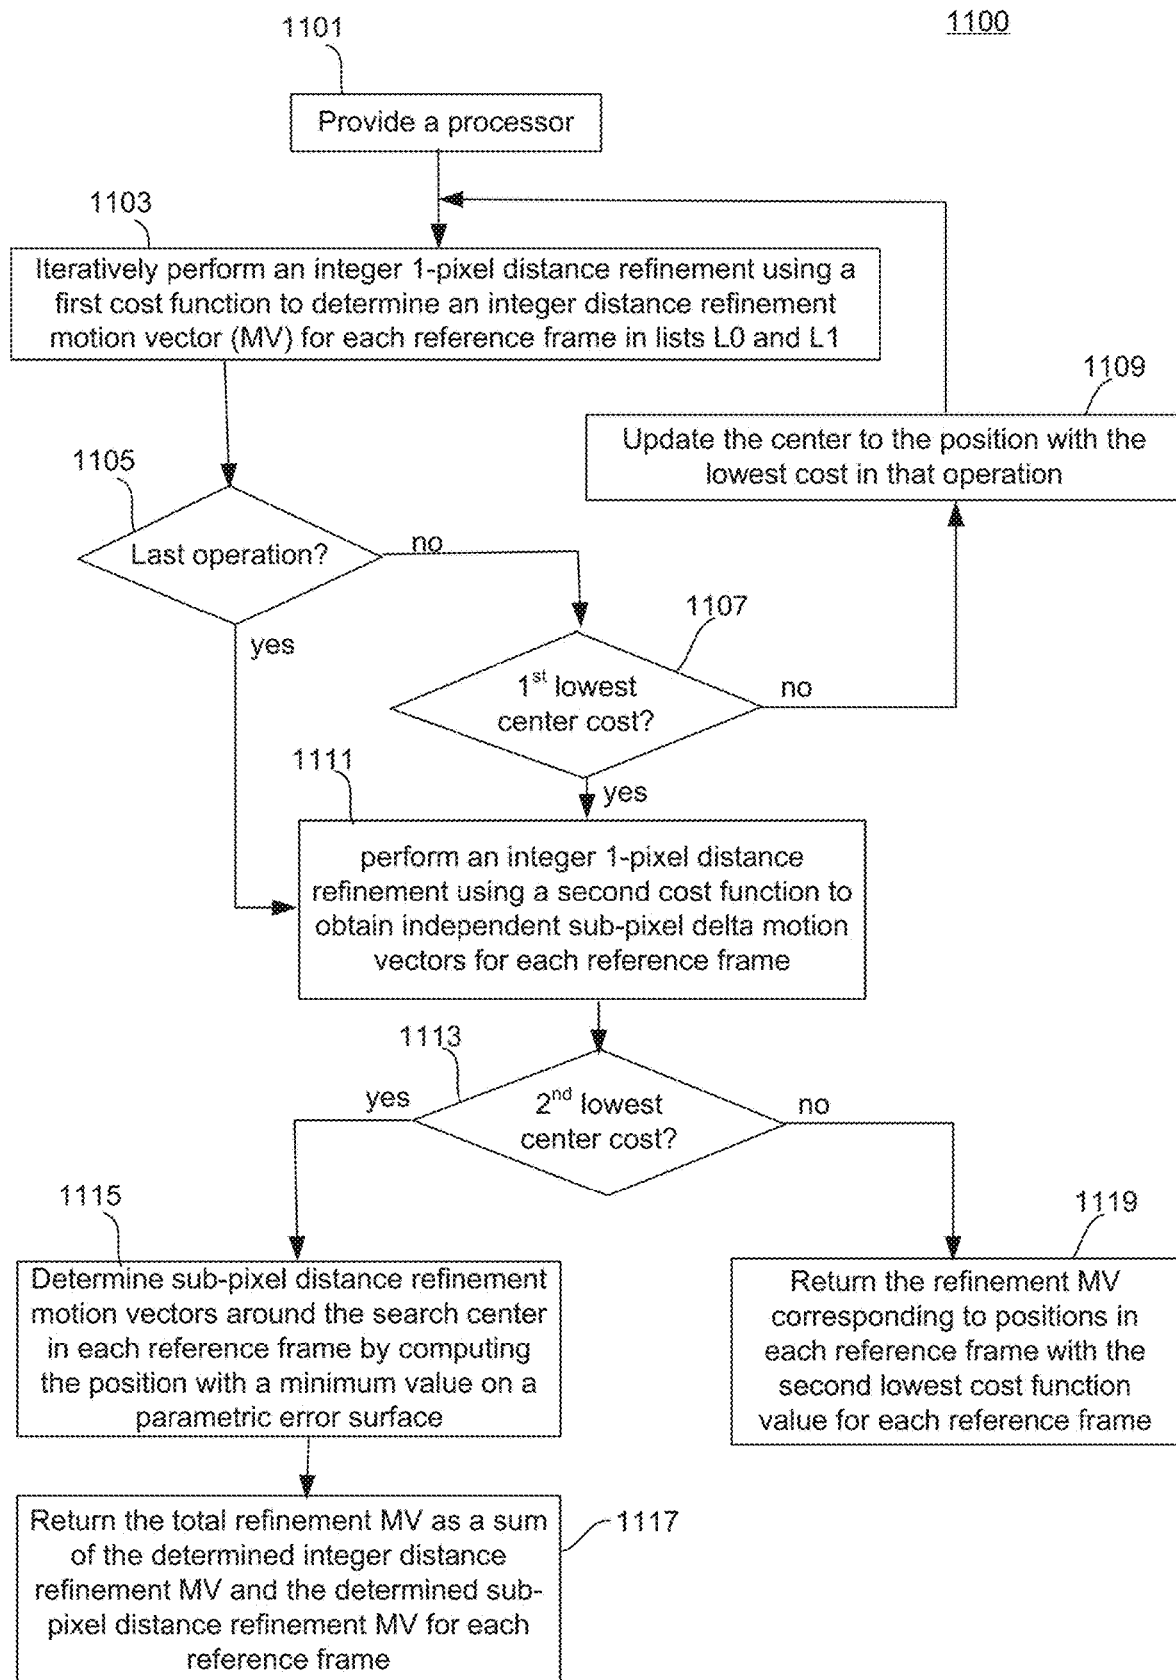 1100
1101
Provide a processor
1103
Iteratively perform an integer 1-pixel distance refinement using a
first cost function to determine an integer distance refinement
motion vector (MV) for each reference frame in lists L0 and L1
1109
Update the center to the position with the
lowest cost in that operation
1105
Last operation?
no
yes
1107
1st lowest
center cost?
no
yes
1111
perform an integer 1-pixel distance
refinement using a second cost function to
obtain independent sub-pixel delta motion
vectors for each reference frame
1113
2nd lowest
center cost?
yes
no
1115
Determine sub-pixel distance refinement
motion vectors around the search center
in each reference frame by computing
the position with a minimum value on a
parametric error surface
1119
Return the refinement MV
corresponding to positions in
each reference frame with the
second lowest cost function
value for each reference frame
1117
Return the total refinement MV as a sum
of the determined integer distance
refinement MV and the determined sub-
pixel distance refinement MV for each
reference frame